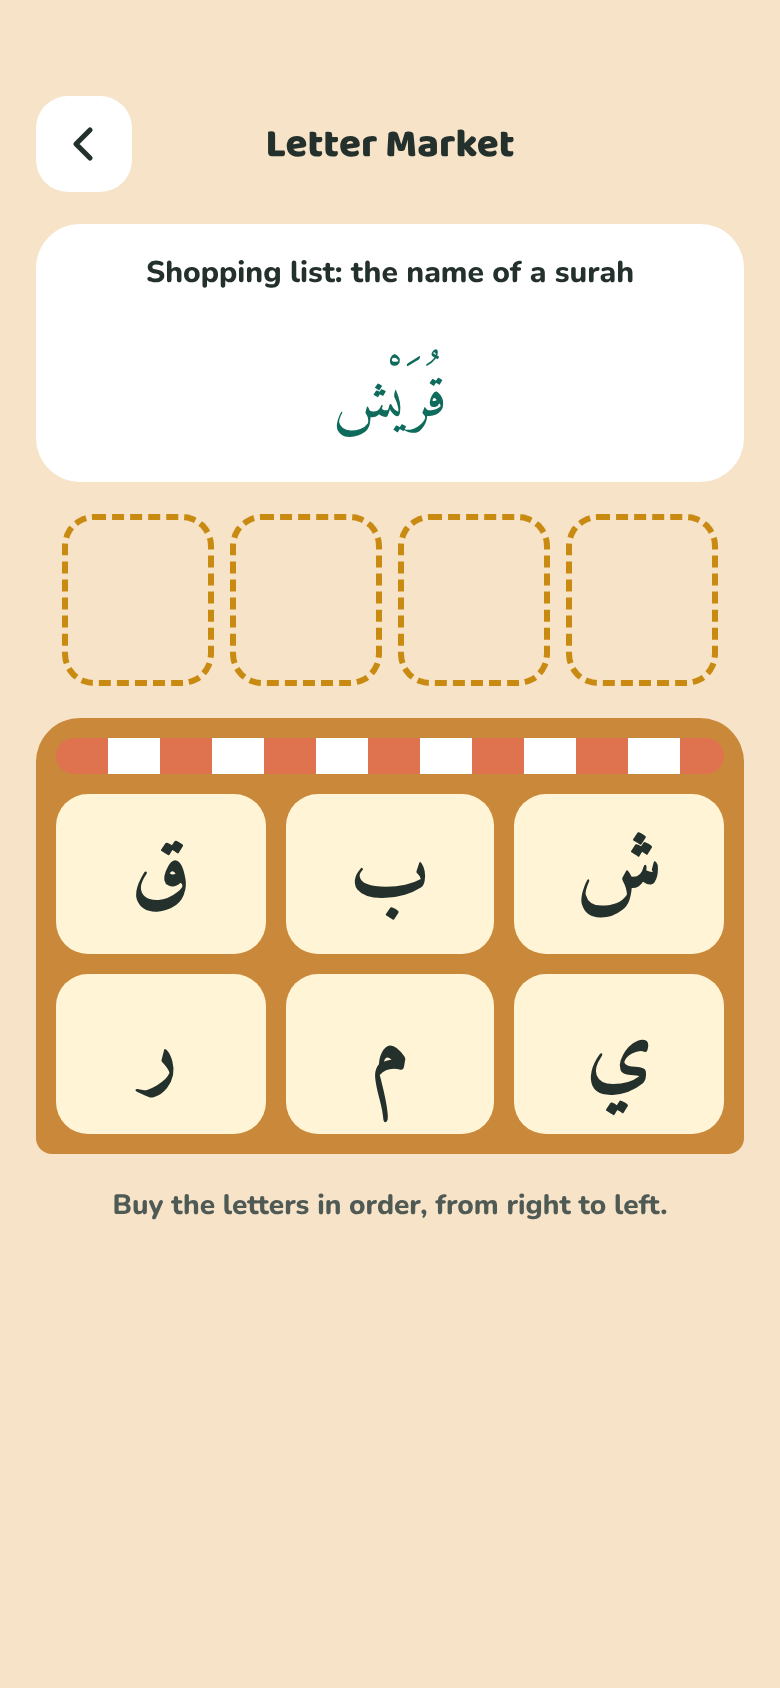 Letter Market
Shopping list: the name of a surah
قُرَيْش
ق ب ش
ر م ي
Buy the letters in order, from right to left.